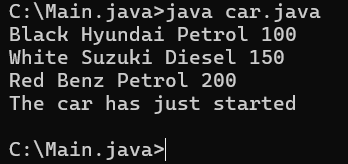 C:\Main.java>java car.java
Black Hyundai Petrol 100
White Suzuki Diesel 150
Red Benz Petrol 200
The car has just started
C:\Main.java>